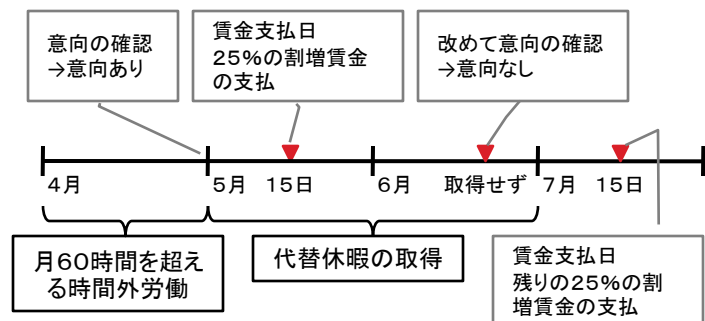 意向の確認
→意向あり
賃金支払日
25%の割増賃金
の支払
改めて意向の確認
→意向なし
4月
5月 15日
6月 取得せず
7月 15日
月60時間を超え
る時間外労働
代替休暇の取得
賃金支払日
残りの25%の割
増賃金の支払